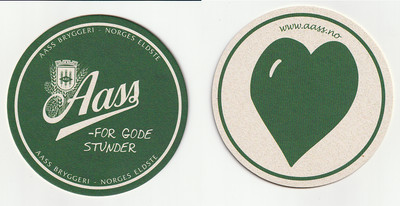 AASS BRYGGERI - NORGES ELDSTE
Aass
-FOR GODE
STUNDER
AASS BRYGGERI - NORGES ELDSTE
www.aass.no